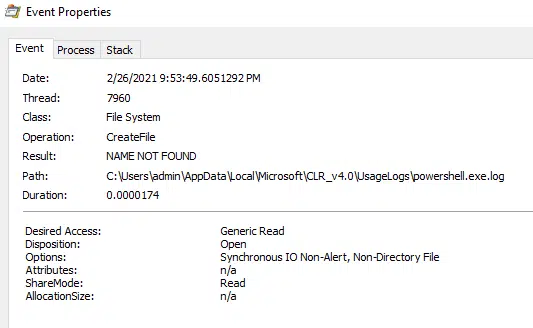 Event Properties
Event Process Stack
Date: 2/26/2021 9:53:49.6051292 PM
Thread: 7960
Class: File System
Operation: CreateFile
Result: NAME NOT FOUND
Path: C:\Users\admin\AppData\Local\Microsoft\CLR_v4.0\UsageLogs\powershell.exe.log
Duration: 0.0000174
Desired Access: Generic Read
Disposition: Open
Options: Synchronous IO Non-Alert, Non-Directory File
Attributes: n/a
ShareMode: Read
AllocationSize: n/a